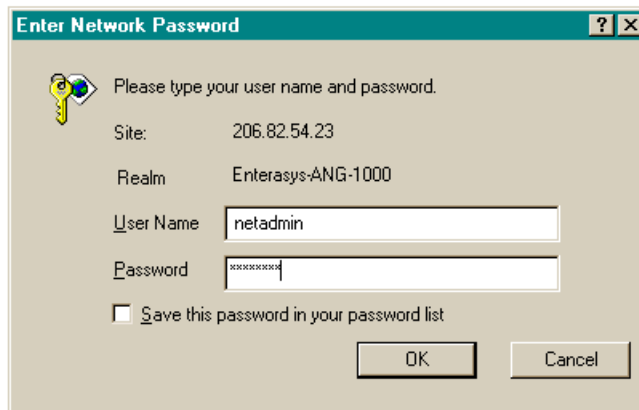 Enter Network Password
Please type your user name and password.
Site: 206.82.54.23
Realm Enterasys-ANG-1000
User Name netadmin
Password ********
Save this password in your password list
OK Cancel